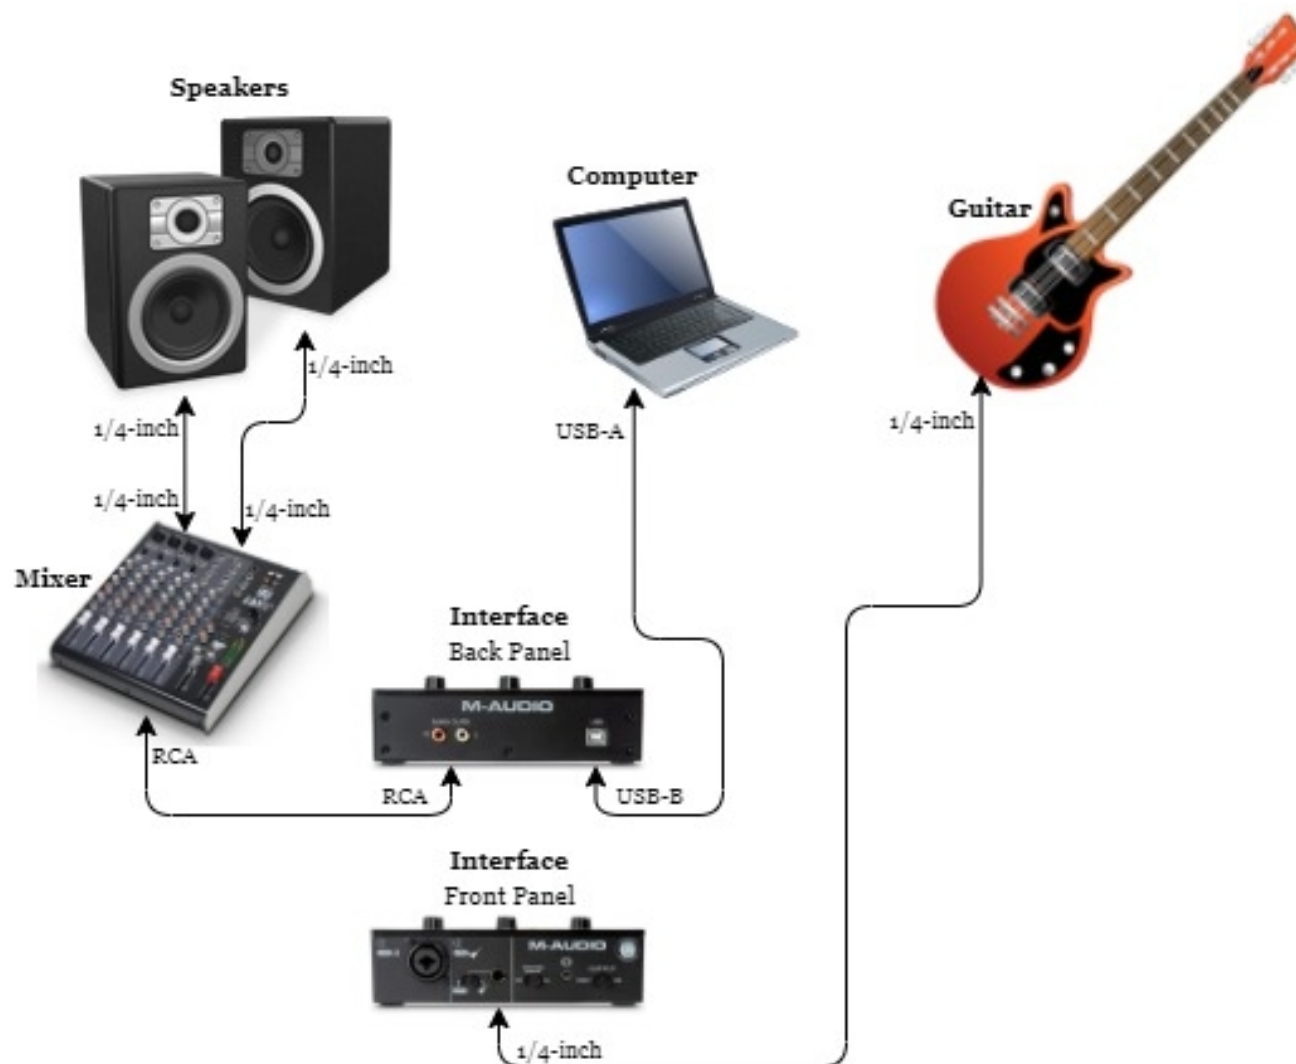 Speakers
Computer
Guitar
1/4-inch
1/4-inch
USB-A
1/4-inch
1/4-inch
1/4-inch
Mixer
Interface
Back Panel
M-AUDIO
RCA
RCA
USB-B
Interface
Front Panel
M-AUDIO
1/4-inch